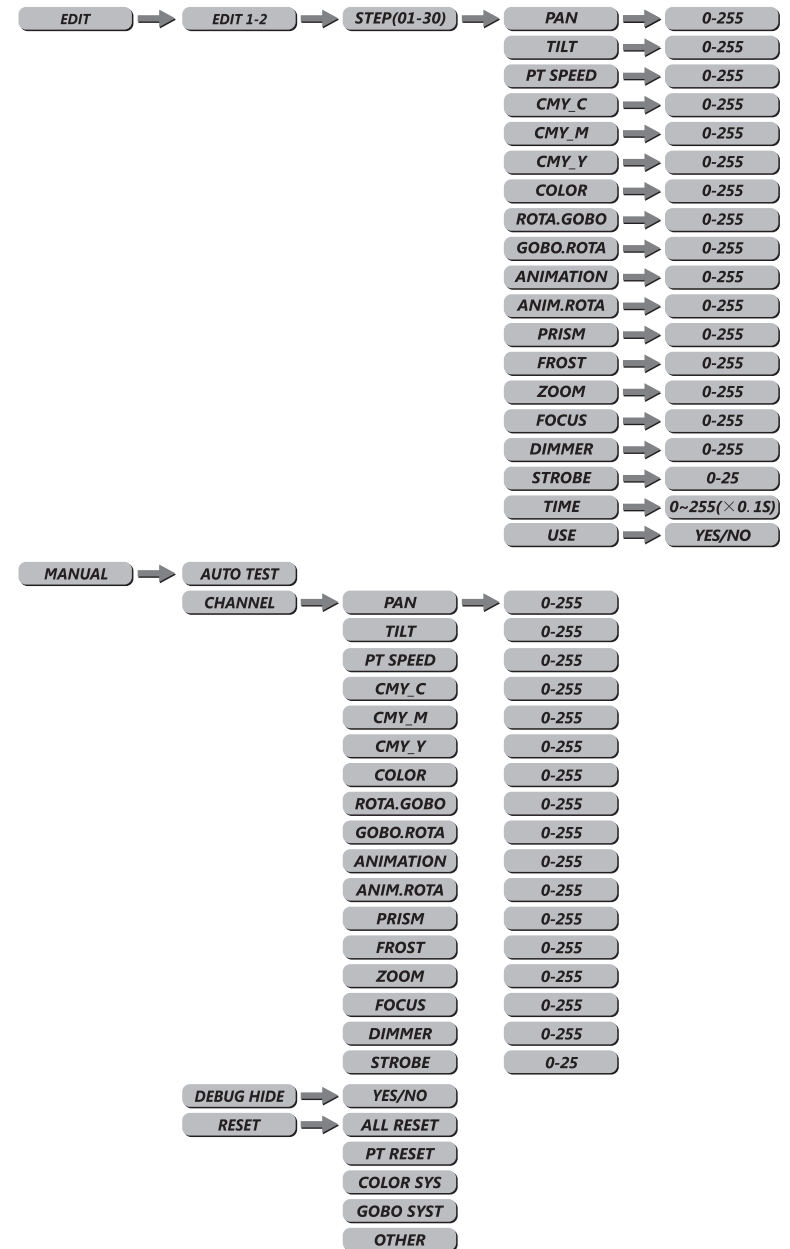 EDIT EDIT 1-2 STEP(01-30) PAN 0-255
TILT 0-255
PT SPEED 0-255
CMY_C 0-255
CMY_M 0-255
CMY_Y 0-255
COLOR 0-255
ROTA.GOBO 0-255
GOBO.ROTA 0-255
ANIMATION 0-255
ANIM.ROTA 0-255
PRISM 0-255
FROST 0-255
ZOOM 0-255
FOCUS 0-255
DIMMER 0-255
STROBE 0-25
TIME 0~255(×0.1S)
USE YES/NO
MANUAL AUTO TEST
CHANNEL PAN 0-255
TILT 0-255
PT SPEED 0-255
CMY_C 0-255
CMY_M 0-255
CMY_Y 0-255
COLOR 0-255
ROTA.GOBO 0-255
GOBO.ROTA 0-255
ANIMATION 0-255
ANIM.ROTA 0-255
PRISM 0-255
FROST 0-255
ZOOM 0-255
FOCUS 0-255
DIMMER 0-255
STROBE 0-25
DEBUG HIDE YES/NO
RESET ALL RESET
PT RESET
COLOR SYS
GOBO SYST
OTHER